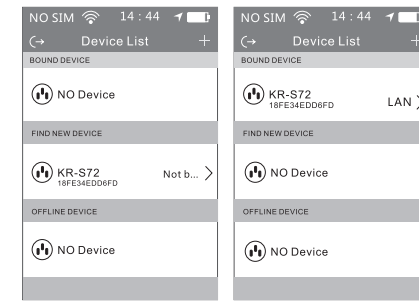 NO SIM 14:44
Device List
BOUND DEVICE
NO Device
FIND NEW DEVICE
KR-S72
18FE34EDD6FD
Not b...
OFFLINE DEVICE
NO Device
NO SIM 14:44
Device List
BOUND DEVICE
KR-S72
18FE34DD6FD
LAN
FIND NEW DEVICE
NO Device
OFFLINE DEVICE
NO Device